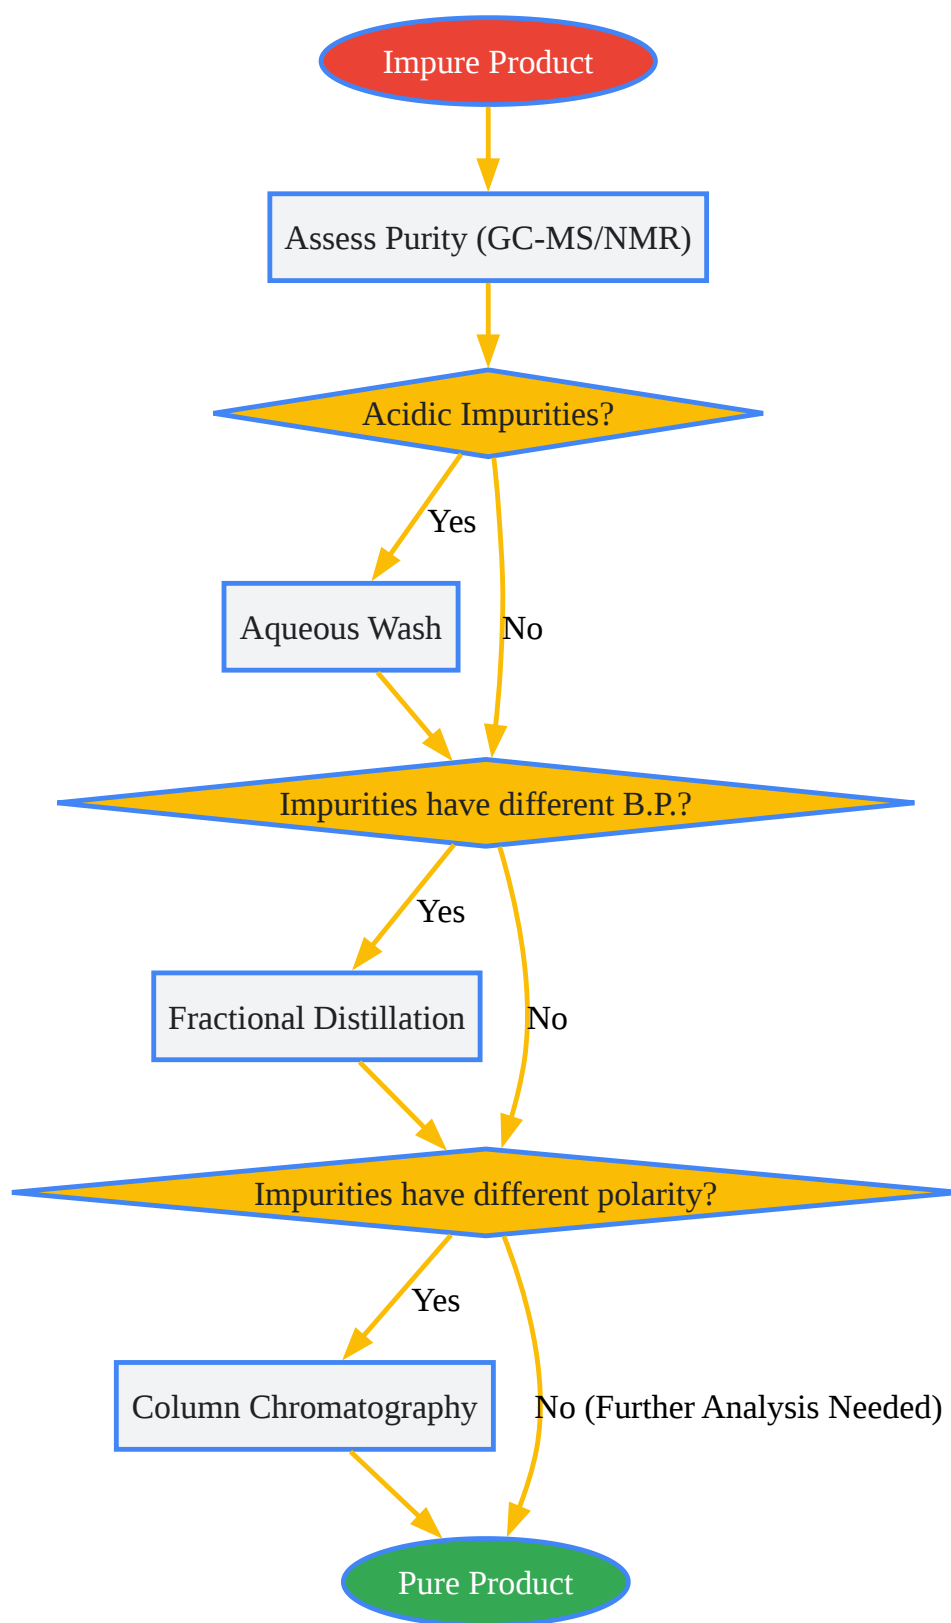 Impure Product
Assess Purity (GC-MS/NMR)
Acidic Impurities?
Yes
Aqueous Wash
No
Impurities have different B.P.?
Yes
Fractional Distillation
No
Impurities have different polarity?
Yes
Column Chromatography
No (Further Analysis Needed)
Pure Product